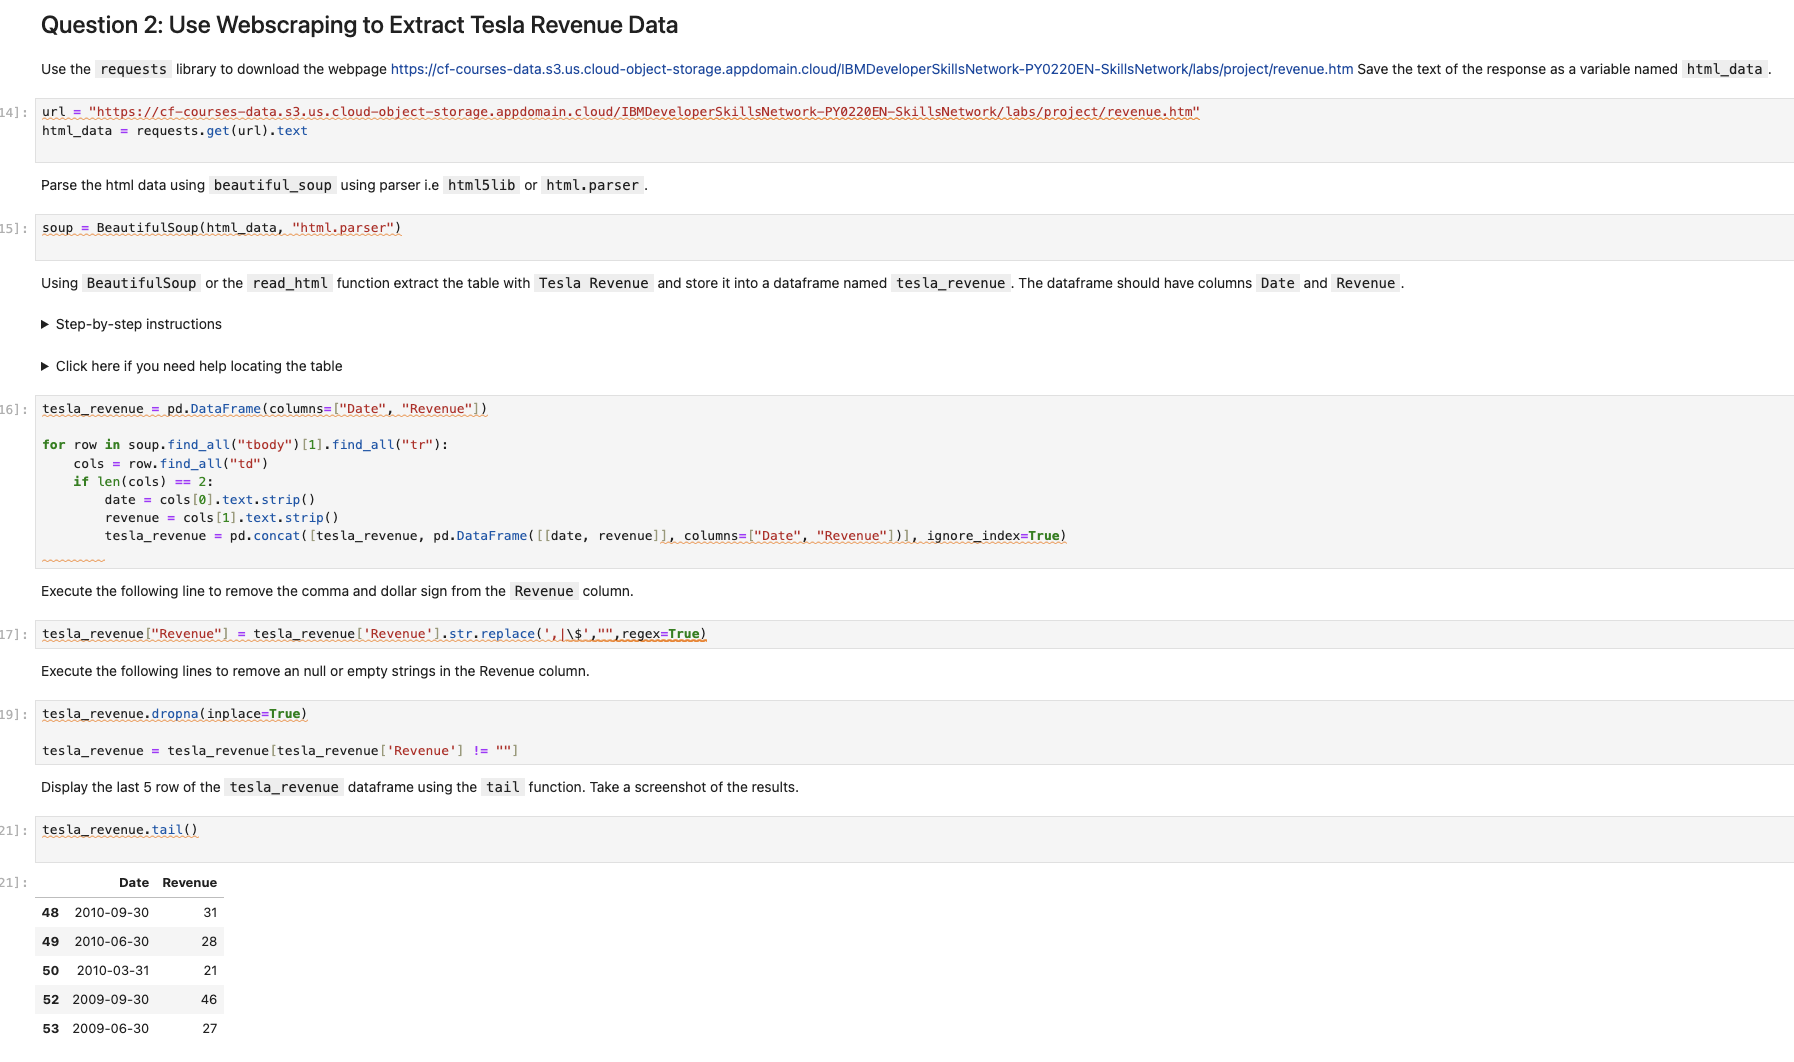 Question 2: Use Webscraping to Extract Tesla Revenue Data
Use the requests library to download the webpage https://cf-courses-data.s3.us.cloud-object-storage.appdomain.cloud/IBMDeveloperSkillsNetwork-PY0220EN-SkillsNetwork/labs/project/revenue.htm Save the text of the response as a variable named html_data.
14]: url = "https://cf-courses-data.s3.us.cloud-object-storage.appdomain.cloud/IBMDeveloperSkillsNetwork-PY0220EN-SkillsNetwork/labs/project/revenue.htm"
html_data = requests.get(url).text
Parse the html data using beautiful_soup using parser i.e html5lib or html.parser.
15]: soup = BeautifulSoup(html_data, "html.parser")
Using BeautifulSoup or the read_html function extract the table with Tesla Revenue and store it into a dataframe named tesla_revenue. The dataframe should have columns Date and Revenue.
▶ Step-by-step instructions
▶ Click here if you need help locating the table
16]: tesla_revenue = pd.DataFrame(columns=["Date", "Revenue"])
for row in soup.find_all("tbody")[1].find_all("tr"):
    cols = row.find_all("td")
    if len(cols) == 2:
        date = cols[0].text.strip()
        revenue = cols[1].text.strip()
        tesla_revenue = pd.concat([tesla_revenue, pd.DataFrame([[date, revenue]], columns=["Date", "Revenue"])], ignore_index=True)
Execute the following line to remove the comma and dollar sign from the Revenue column.
17]: tesla_revenue["Revenue"] = tesla_revenue['Revenue'].str.replace(',|\$',"",regex=True)
Execute the following lines to remove an null or empty strings in the Revenue column.
19]: tesla_revenue.dropna(inplace=True)
tesla_revenue = tesla_revenue[tesla_revenue['Revenue'] != ""]
Display the last 5 row of the tesla_revenue dataframe using the tail function. Take a screenshot of the results.
21]: tesla_revenue.tail()
21]: Date Revenue
48 2010-09-30 31
49 2010-06-30 28
50 2010-03-31 21
52 2009-09-30 46
53 2009-06-30 27